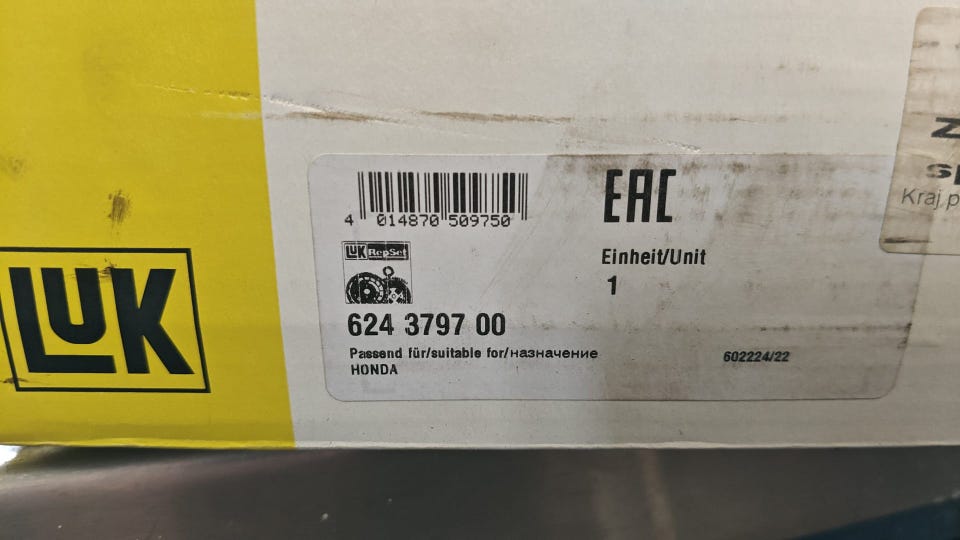 LUK
4 014870 509750
EAC
LUK RepSet
Einheit/Unit
1
624 3797 00
Passend für/suitable for/назначение
HONDA
602224/22
Kraj p